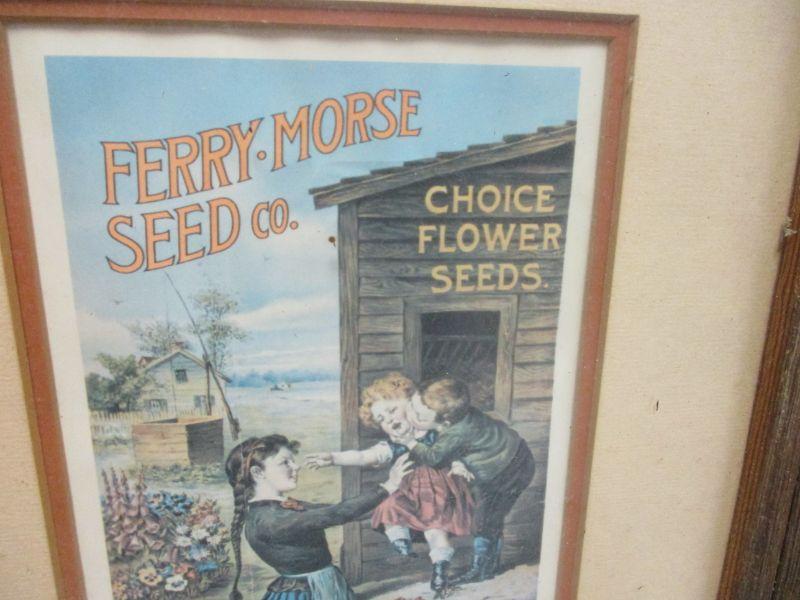 FERRY·MORSE
SEED CO.
CHOICE
FLOWER
SEEDS.